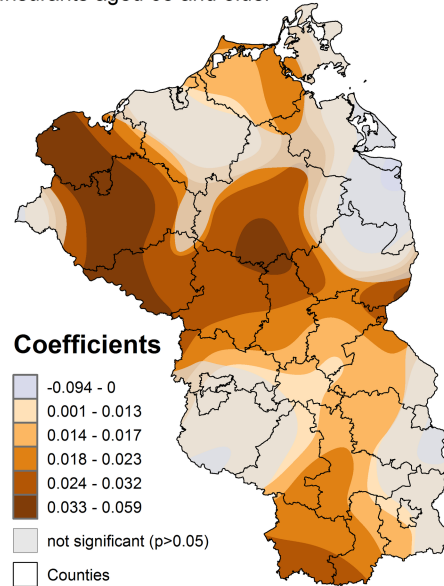 insurants aged 65 and older
Coefficients
-0.094 - 0
0.001 - 0.013
0.014 - 0.017
0.018 - 0.023
0.024 - 0.032
0.033 - 0.059
not significant (p>0.05)
Counties